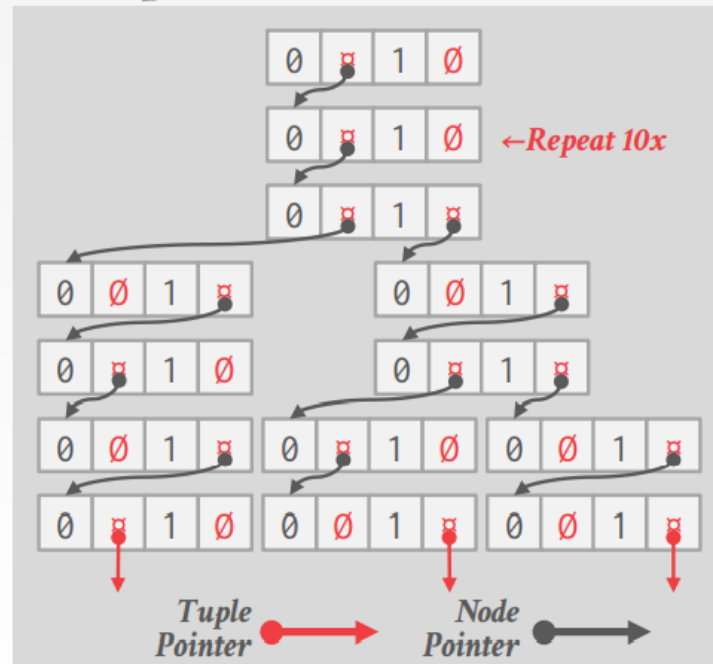 0 ¤ 1 Ø
0 ¤ 1 Ø ←Repeat 10x
0 ¤ 1 ¤
0 Ø 1 ¤ 0 Ø 1 ¤
0 ¤ 1 Ø 0 ¤ 1 ¤
0 Ø 1 ¤ 0 ¤ 1 Ø 0 Ø 1 ¤
0 ¤ 1 Ø 0 Ø 1 ¤ 0 Ø 1 ¤
Tuple Node
Pointer Pointer